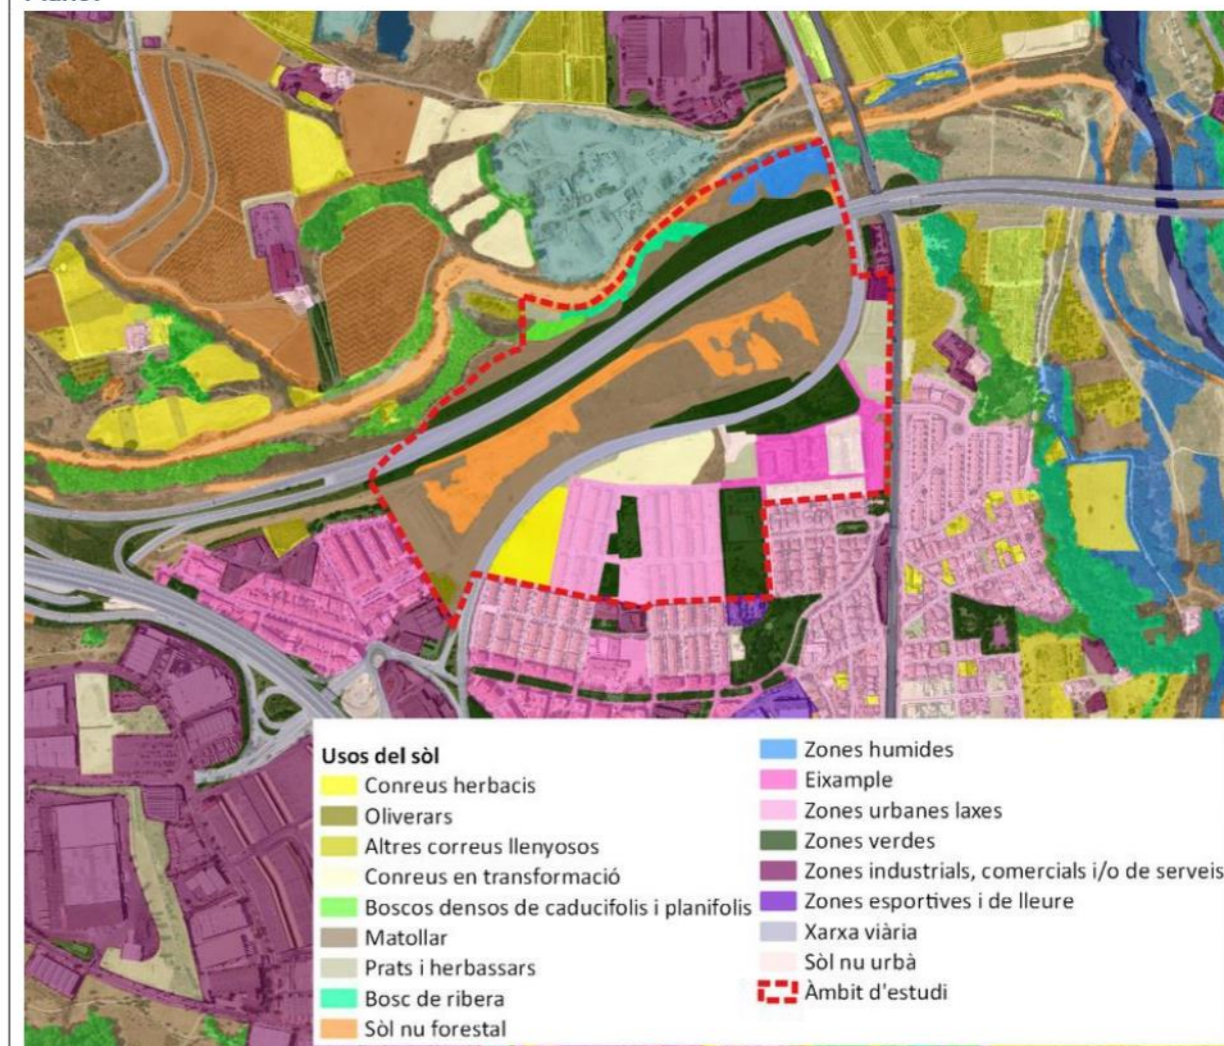 Usos del sòl
Conreus herbacis
Oliverars
Altres correus llenyosos
Conreus en transformació
Boscos densos de caducifolis i planifolis
Matollar
Prats i herbassars
Bosc de ribera
Sòl nu forestal
Zones humides
Eixample
Zones urbanes laxes
Zones verdes
Zones industrials, comercials i/o de serveis
Zones esportives i de lleure
Xarxa viària
Sòl nu urbà
Àmbit d'estudi